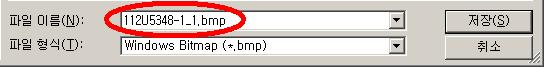 파일 이름(N): 112U5348-1_1.bmp 저장(S)
파일 형식(T): Windows Bitmap (*.bmp) 취소